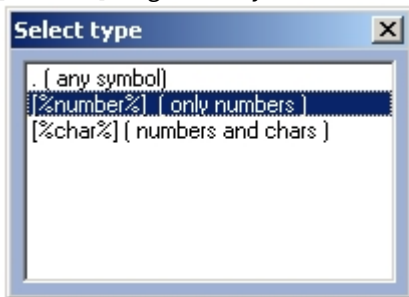 Select type
. ( any symbol)
[%number%] ( only numbers )
[%char%] ( numbers and chars )